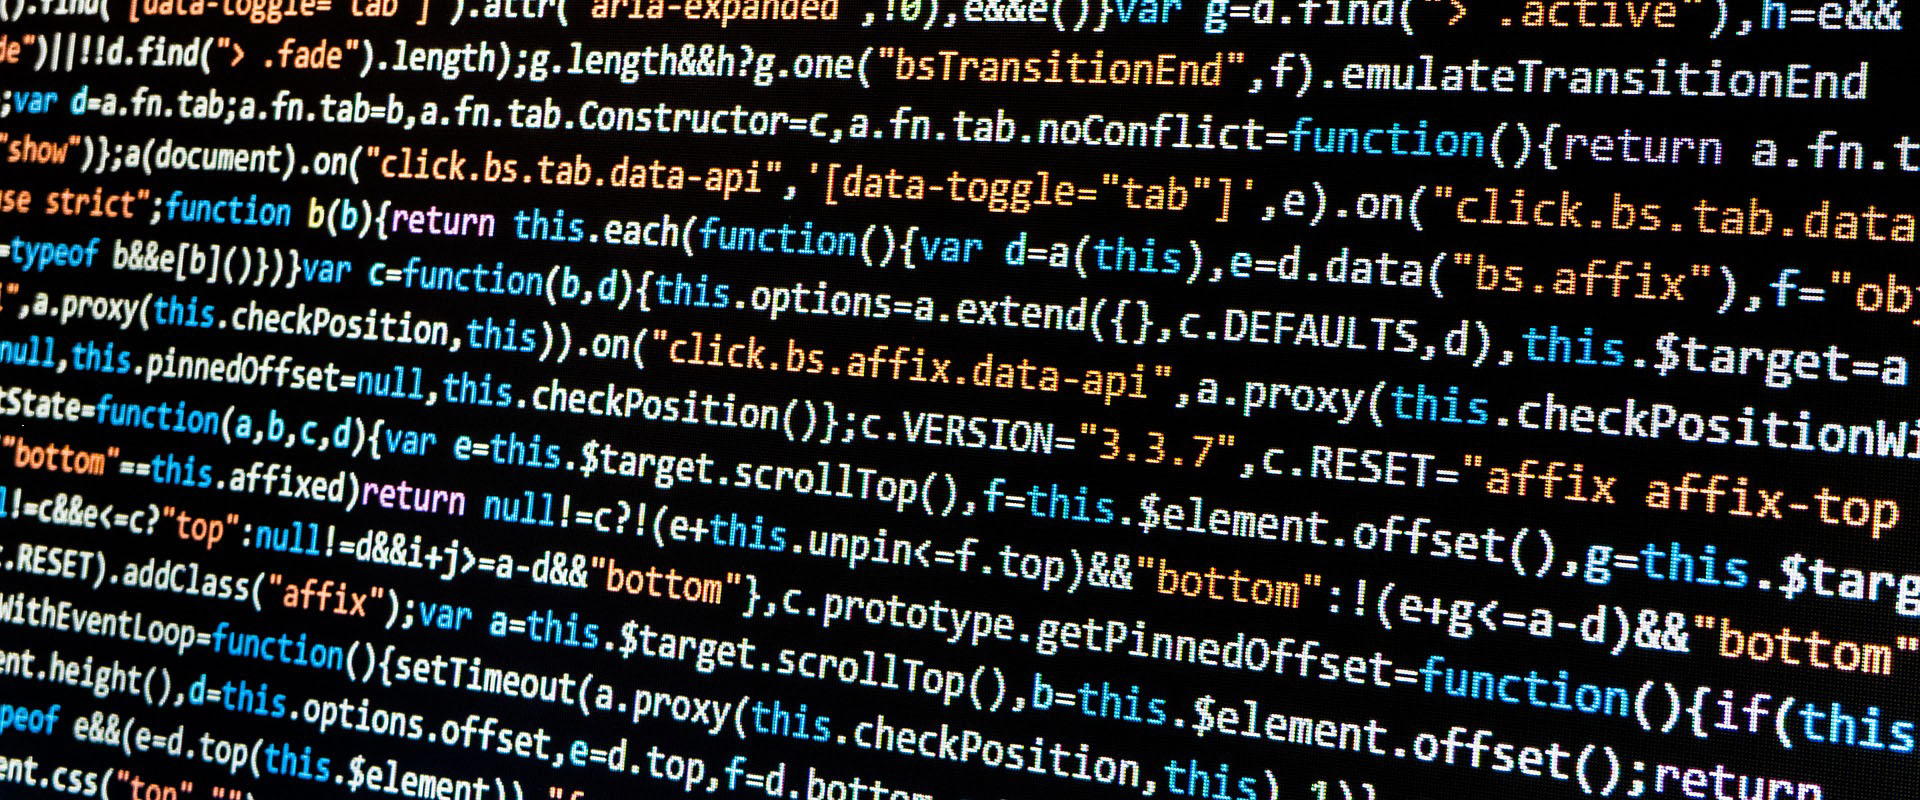 ().find('[data-toggle="tab"]').attr("aria-expanded",!0),e&&e()}var g=d.find("> .active"),h=e&&
de")||!!d.find("> .fade").length);g.length&&h?g.one("bsTransitionEnd",f).emulateTransitionEnd
;var d=a.fn.tab;a.fn.tab=b,a.fn.tab.Constructor=c,a.fn.tab.noConflict=function(){return a.fn.t
"show")};a(document).on("click.bs.tab.data-api",'[data-toggle="tab"]',e).on("click.bs.tab.data
use strict";function b(b){return this.each(function(){var d=a(this),e=d.data("bs.affix"),f="obj
=typeof b&&e[b]()})}var c=function(b,d){this.options=a.extend({},c.DEFAULTS,d),this.$target=a
i",a.proxy(this.checkPosition,this)).on("click.bs.affix.data-api",a.proxy(this.checkPositionWi
null,this.pinnedOffset=null,this.checkPosition()};c.VERSION="3.3.7",c.RESET="affix affix-top
tState=function(a,b,c,d){var e=this.$target.scrollTop(),f=this.$element.offset(),g=this.$targ
"bottom"==this.affixed)return null!=c?!(e+this.unpin<=f.top)&&"bottom":!(e+g<=a-d)&&"bottom"
l!=c&&e<=c?"top":null!=d&&i+j>=a-d&&"bottom"},c.prototype.getPinnedOffset=function(){if(this
c.RESET).addClass("affix");var a=this.$target.scrollTop(),b=this.$element.offset();return
WithEventLoop=function(){setTimeout(a.proxy(this.checkPosition,this),1)}
ent.height(),d=this.options.offset,e=d.top,f=d.bottom
peof e&&(e=d.top(this.$element)),"f
ent.css("top","")